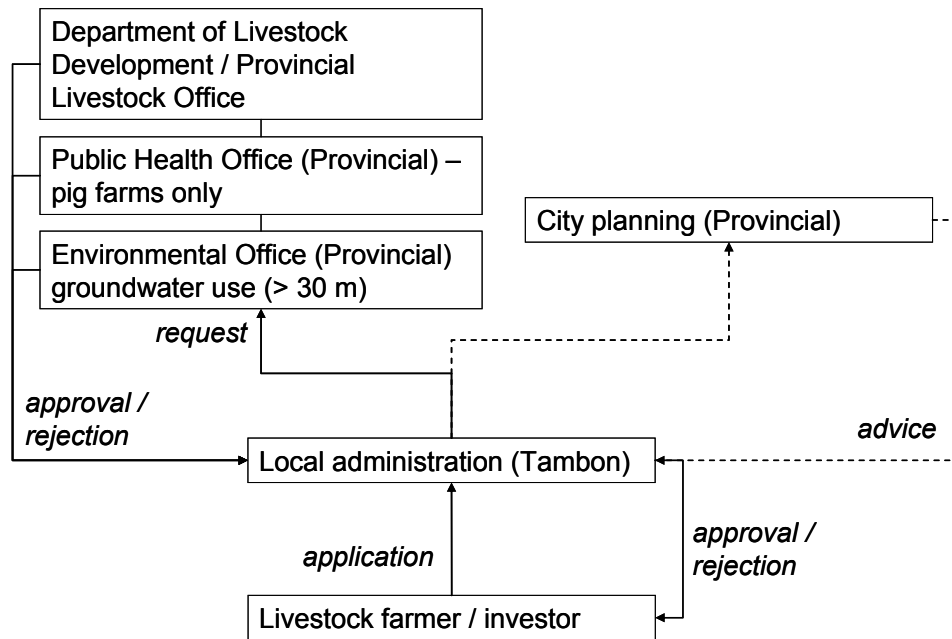 Department of Livestock
Development / Provincial
Livestock Office
Public Health Office (Provincial) –
pig farms only
City planning (Provincial)
Environmental Office (Provincial)
groundwater use (> 30 m)
request
approval /
rejection
advice
Local administration (Tambon)
application
approval /
rejection
Livestock farmer / investor